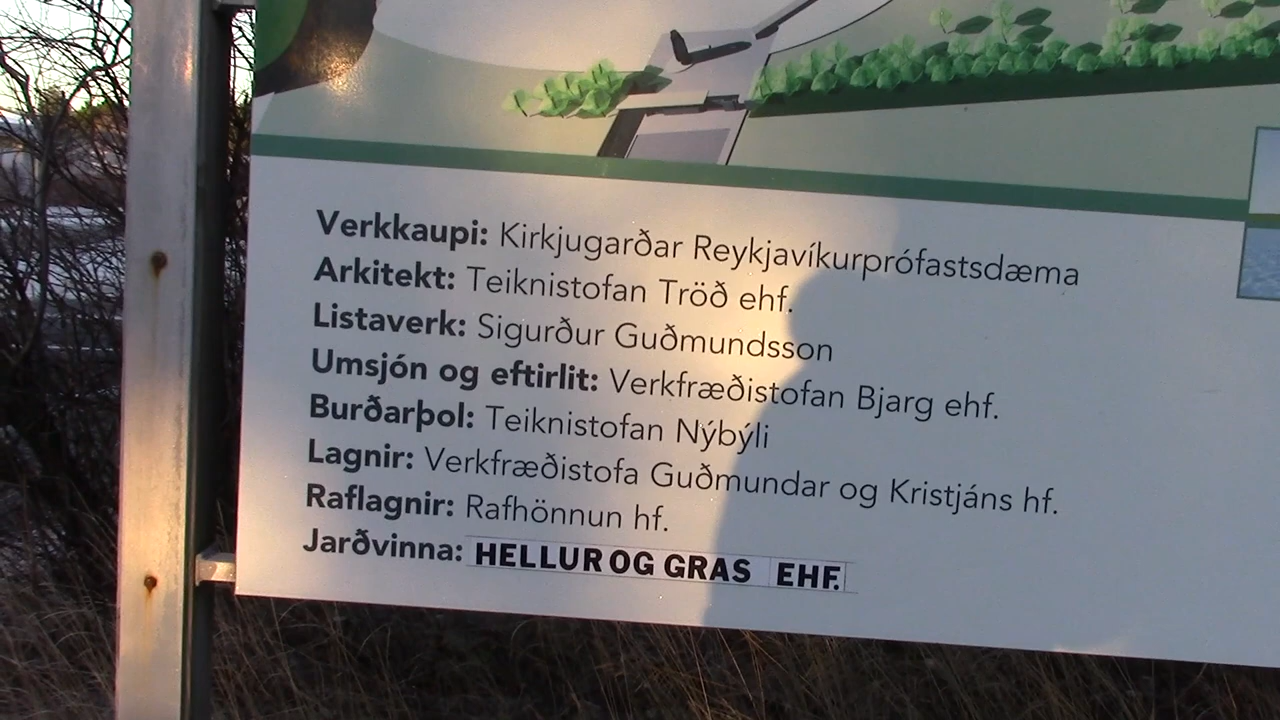 Verkkaupi: Kirkjugarðar Reykjavíkurprófastsdæma
Arkitekt: Teiknistofan Tröð ehf.
Listaverk: Sigurður Guðmundsson
Umsjón og eftirlit: Verkfræðistofan Bjarg ehf.
Burðarþol: Teiknistofan Nýbýli
Lagnir: Verkfræðistofa Guðmundar og Kristjáns hf.
Raflagnir: Rafhönnun hf.
Jarðvinna: HELLUR OG GRAS EHF.